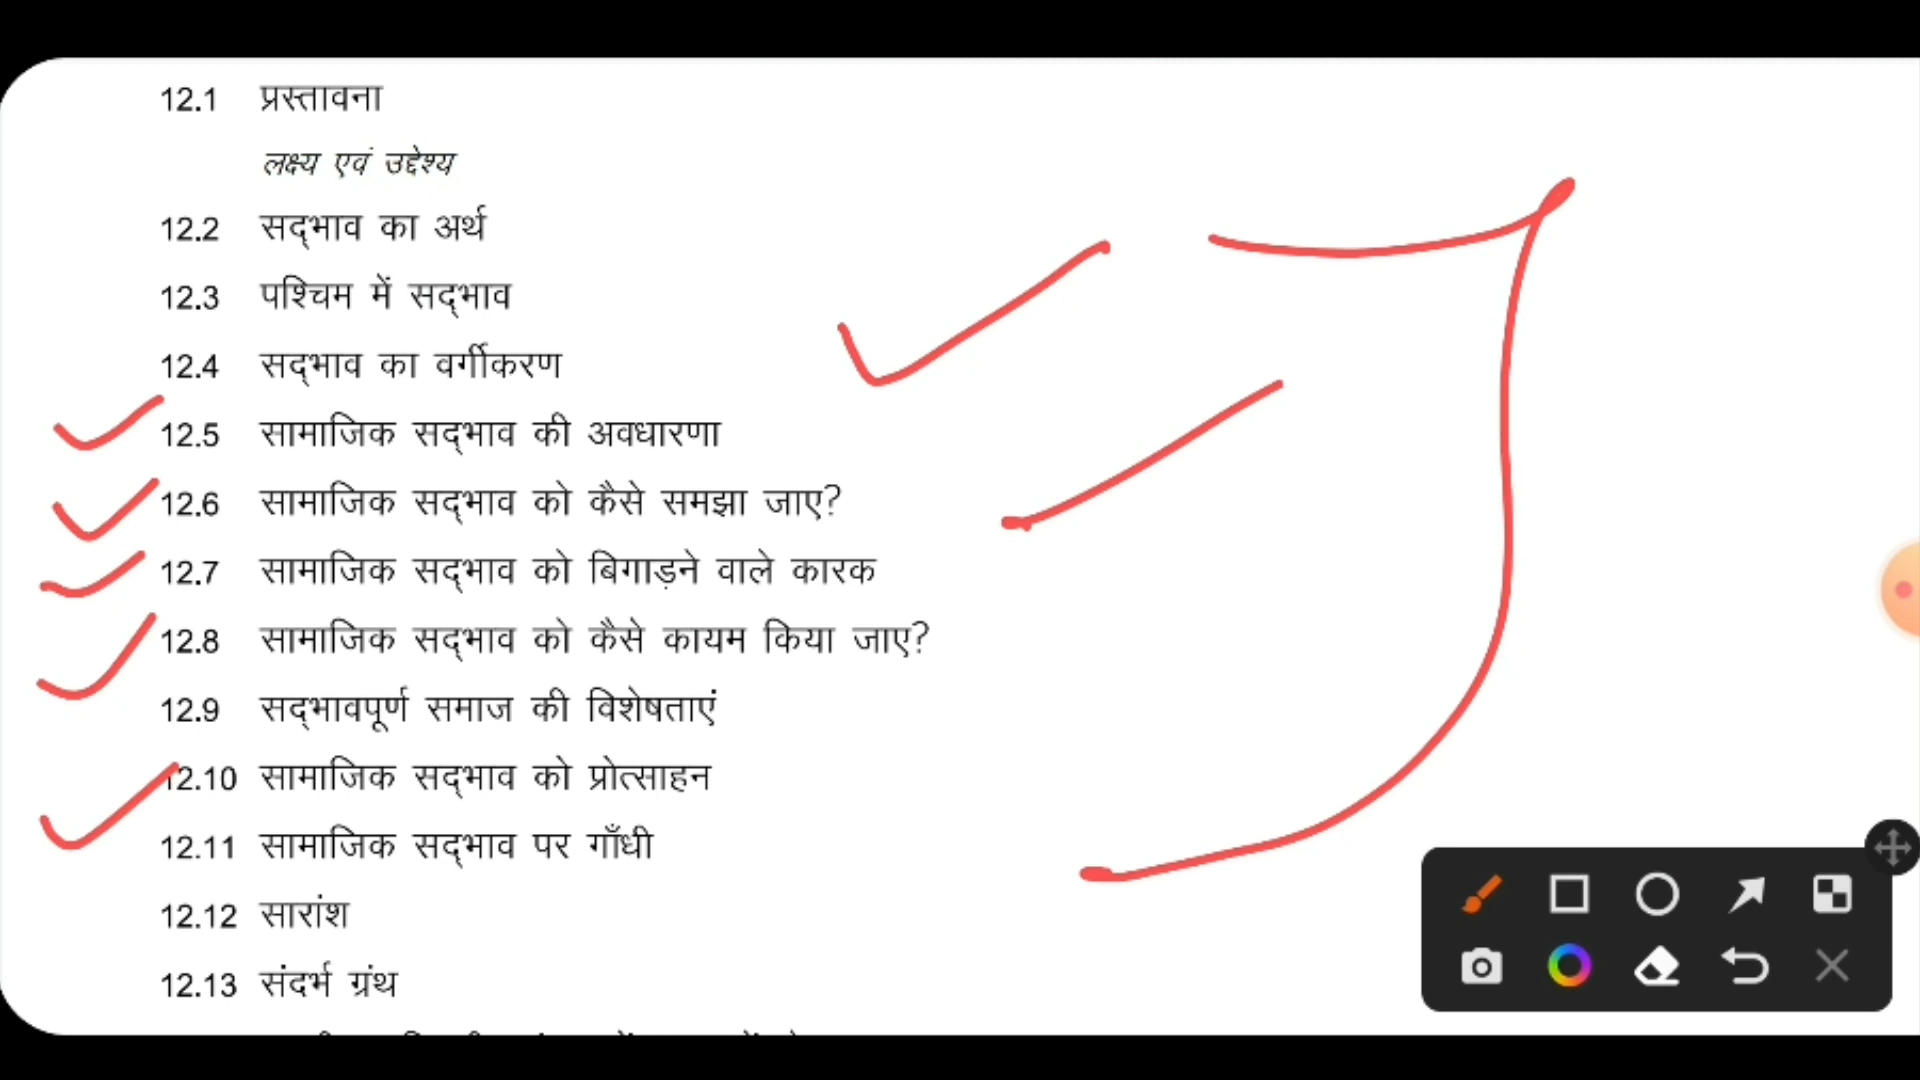 12.1 प्रस्तावना
लक्ष्य एवं उद्देश्य
12.2 सद्भाव का अर्थ
12.3 पश्चिम में सद्भाव
12.4 सद्भाव का वर्गीकरण
12.5 सामाजिक सद्भाव की अवधारणा
12.6 सामाजिक सद्भाव को कैसे समझा जाए?
12.7 सामाजिक सद्भाव को बिगाड़ने वाले कारक
12.8 सामाजिक सद्भाव को कैसे कायम किया जाए?
12.9 सद्भावपूर्ण समाज की विशेषताएं
12.10 सामाजिक सद्भाव को प्रोत्साहन
12.11 सामाजिक सद्भाव पर गाँधी
12.12 सारांश
12.13 संदर्भ ग्रंथ